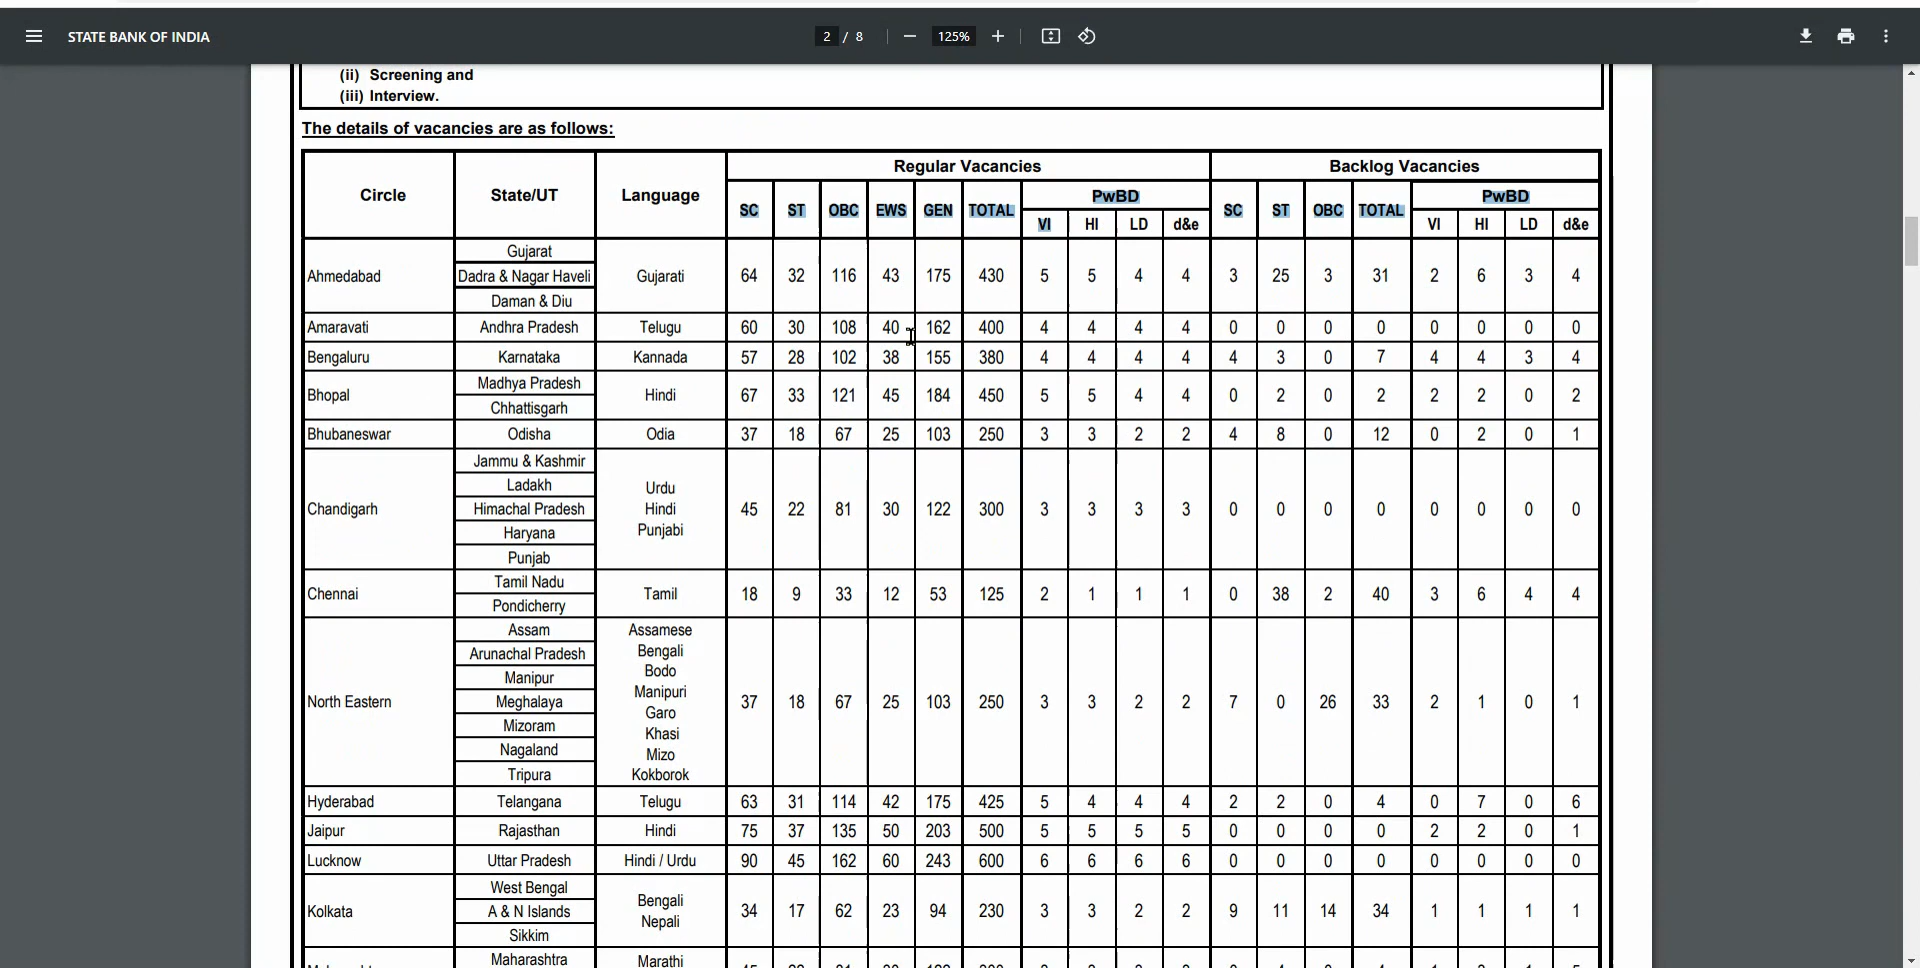 STATE BANK OF INDIA 2 / 8 125%
(ii) Screening and
(iii) Interview.
The details of vacancies are as follows:
Circle State/UT Language Regular Vacancies Backlog Vacancies
SC ST OBC EWS GEN TOTAL PwBD SC ST OBC TOTAL PwBD
VI HI LD d&e VI HI LD d&e
Gujarat
Ahmedabad Dadra & Nagar Haveli Gujarati 64 32 116 43 175 430 5 5 4 4 3 25 3 31 2 6 3 4
Daman & Diu
Amaravati Andhra Pradesh Telugu 60 30 108 40 162 400 4 4 4 4 0 0 0 0 0 0 0 0
Bengaluru Karnataka Kannada 57 28 102 38 155 380 4 4 4 4 4 3 0 7 4 4 3 4
Madhya Pradesh
Bhopal Hindi 67 33 121 45 184 450 5 5 4 4 0 2 0 2 2 2 0 2
Chhattisgarh
Bhubaneswar Odisha Odia 37 18 67 25 103 250 3 3 2 2 4 8 0 12 0 2 0 1
Jammu & Kashmir
Ladakh Urdu
Chandigarh Himachal Pradesh Hindi 45 22 81 30 122 300 3 3 3 3 0 0 0 0 0 0 0 0
Haryana Punjabi
Punjab
Tamil Nadu
Chennai Tamil 18 9 33 12 53 125 2 1 1 1 0 38 2 40 3 6 4 4
Pondicherry
Assam Assamese
Arunachal Pradesh Bengali
Manipur Bodo
Manipuri
North Eastern Meghalaya 37 18 67 25 103 250 3 3 2 2 7 0 26 33 2 1 0 1
Garo
Mizoram Khasi
Nagaland Mizo
Tripura Kokborok
Hyderabad Telangana Telugu 63 31 114 42 175 425 5 4 4 4 2 2 0 4 0 7 0 6
Jaipur Rajasthan Hindi 75 37 135 50 203 500 5 5 5 5 0 0 0 0 2 2 0 1
Lucknow Uttar Pradesh Hindi / Urdu 90 45 162 60 243 600 6 6 6 6 0 0 0 0 0 0 0 0
West Bengal Bengali
Kolkata A & N Islands 34 17 62 23 94 230 3 3 2 2 9 11 14 34 1 1 1 1
Sikkim Nepali
Maharashtra Marathi